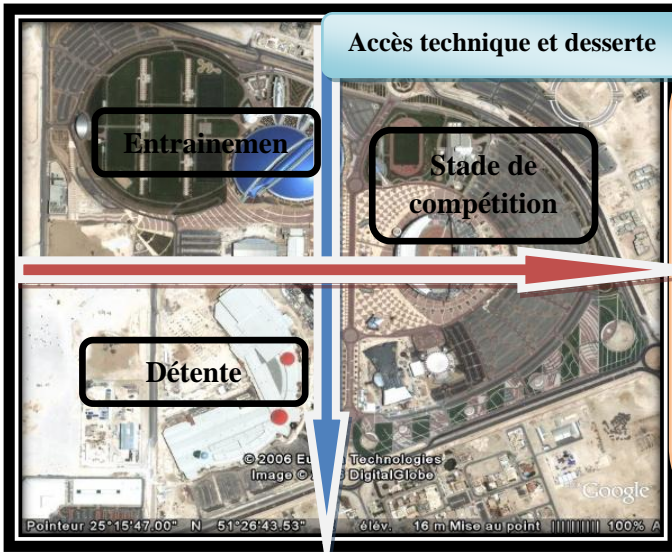 Accès technique et desserte
Entrainemen
Stade de
compétition
Détente
© 2006 Eu Technologies
Image © DigitalGlobe
Google
Pointeur 25°15'47.00" N 51°26'43.53" élév. 16 m Mise au point |||||||||| 100% A